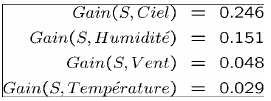 Gain(S, Ciel) = 0.246
Gain(S, Humidité) = 0.151
Gain(S, Vent) = 0.048
Gain(S, Température) = 0.029